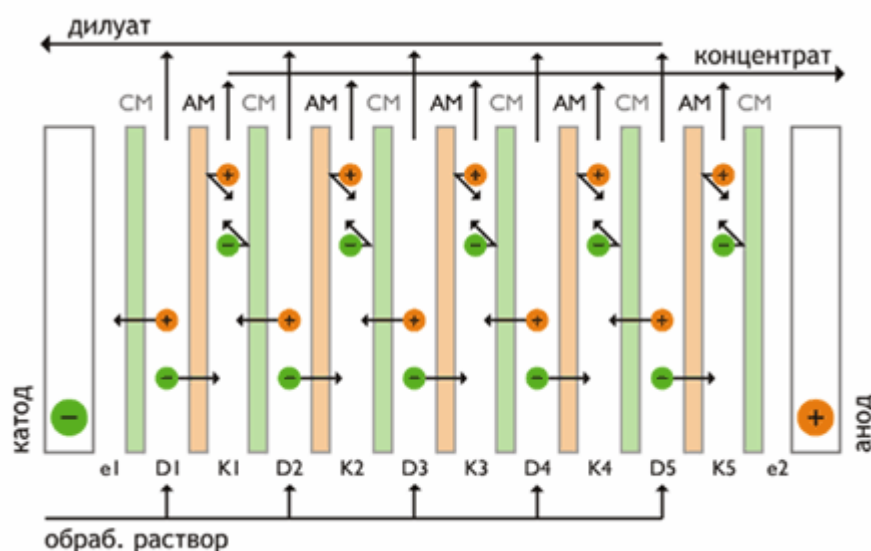 дилуат
концентрат
CM AM CM AM CM AM CM AM CM AM CM
катод
анод
e1 D1 K1 D2 K2 D3 K3 D4 K4 D5 K5 e2
обраб. раствор